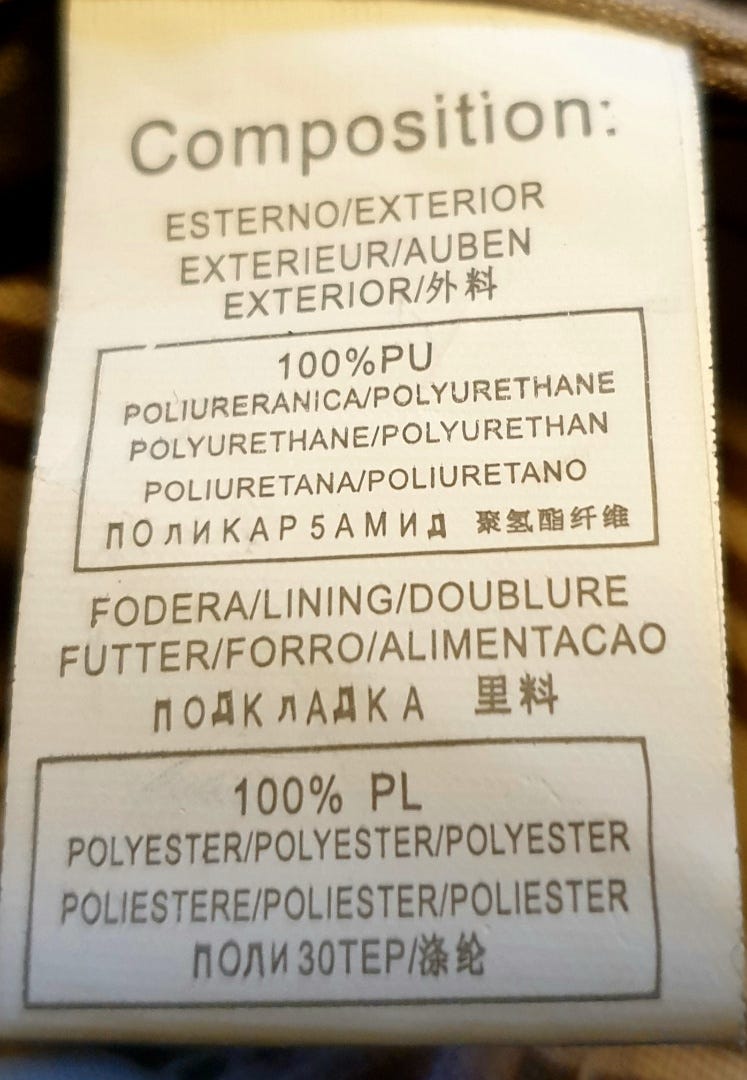 Composition:
ESTERNO/EXTERIOR
EXTERIEUR/AUBEN
EXTERIOR/外料
100%PU
POLIURERANICA/POLYURETHANE
POLYURETHANE/POLYURETHAN
POLIURETANA/POLIURETANO
ПОЛИКАР5АМИД 聚氢酯纤维
FODERA/LINING/DOUBLURE
FUTTER/FORRO/ALIMENTACAO
ПОДКЛАДКА 里料
100% PL
POLYESTER/POLYESTER/POLYESTER
POLIESTERE/POLIESTER/POLIESTER
ПОЛИ30ТЕР/涤纶